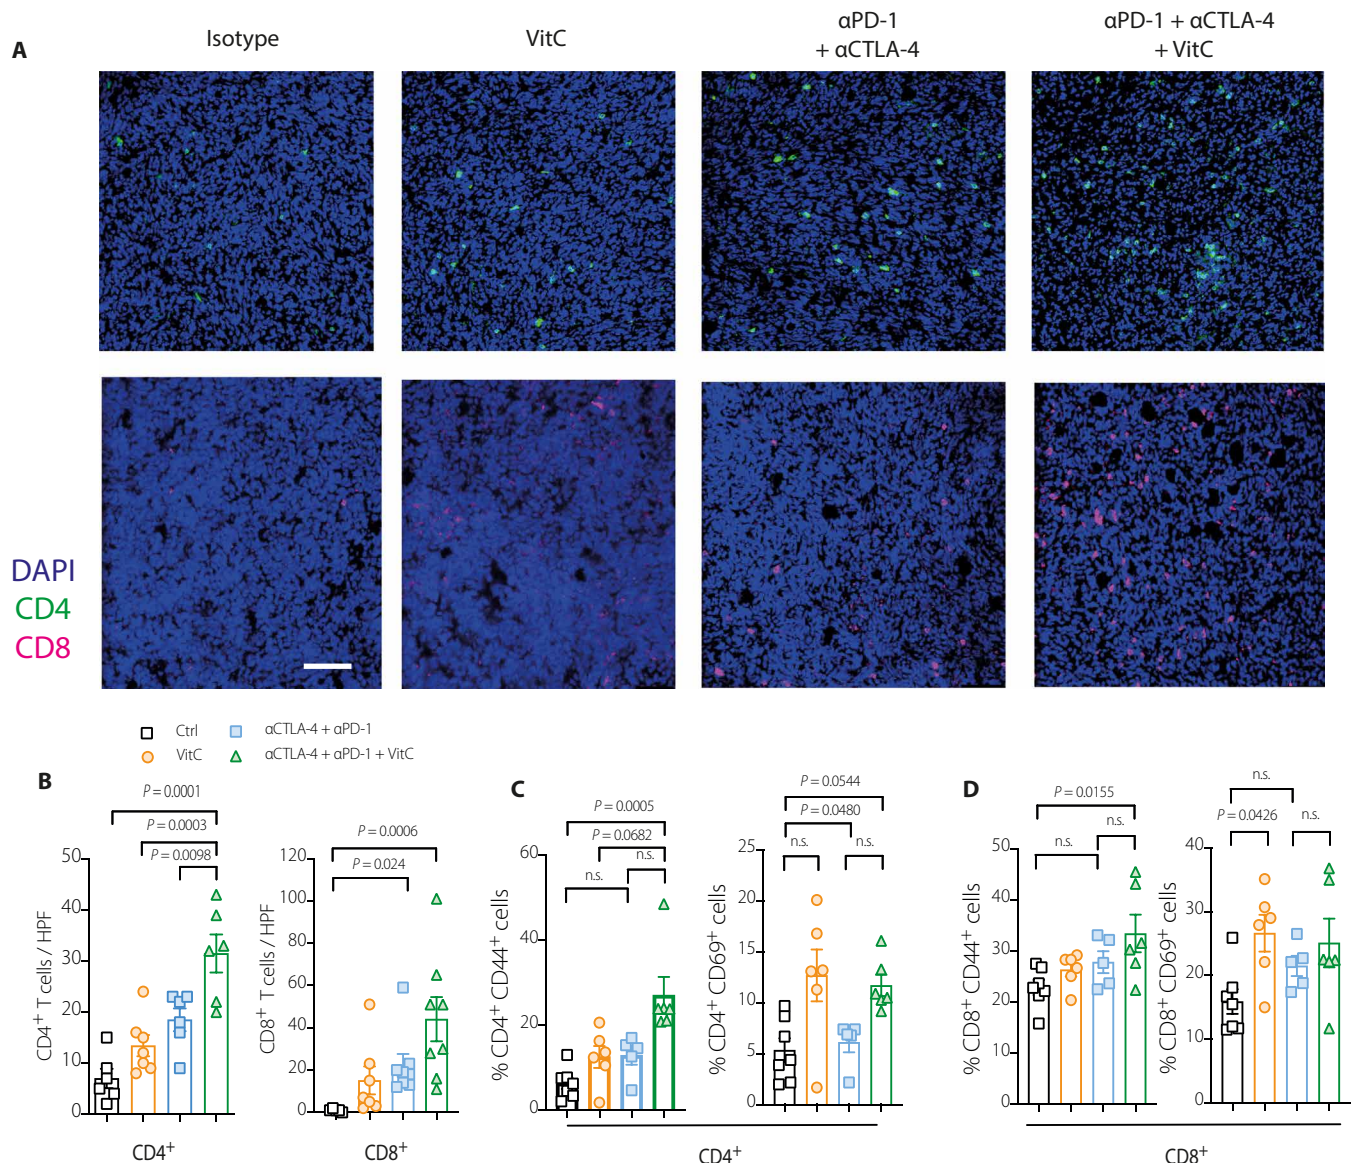 A
Isotype
VitC
αPD-1
+ αCTLA-4
αPD-1 + αCTLA-4
+ VitC
DAPI
CD4
CD8
Ctrl
αCTLA-4 + αPD-1
VitC
αCTLA-4 + αPD-1 + VitC
B
P = 0.0001
P = 0.0003
P = 0.0098
CD4+ T cells / HPF
50
40
30
20
10
0
CD4+
P = 0.0006
P = 0.024
CD8+ T cells / HPF
120
100
80
60
40
20
0
CD8+
C
P = 0.0005
P = 0.0682
n.s.
n.s.
% CD4+ CD44+ cells
60
40
20
0
P = 0.0544
P = 0.0480
n.s.
n.s.
% CD4+ CD69+ cells
25
20
15
10
5
0
CD4+
D
P = 0.0155
n.s.
n.s.
% CD8+ CD44+ cells
50
40
30
20
10
0
n.s.
P = 0.0426
n.s.
% CD8+ CD69+ cells
40
30
20
10
0
CD8+